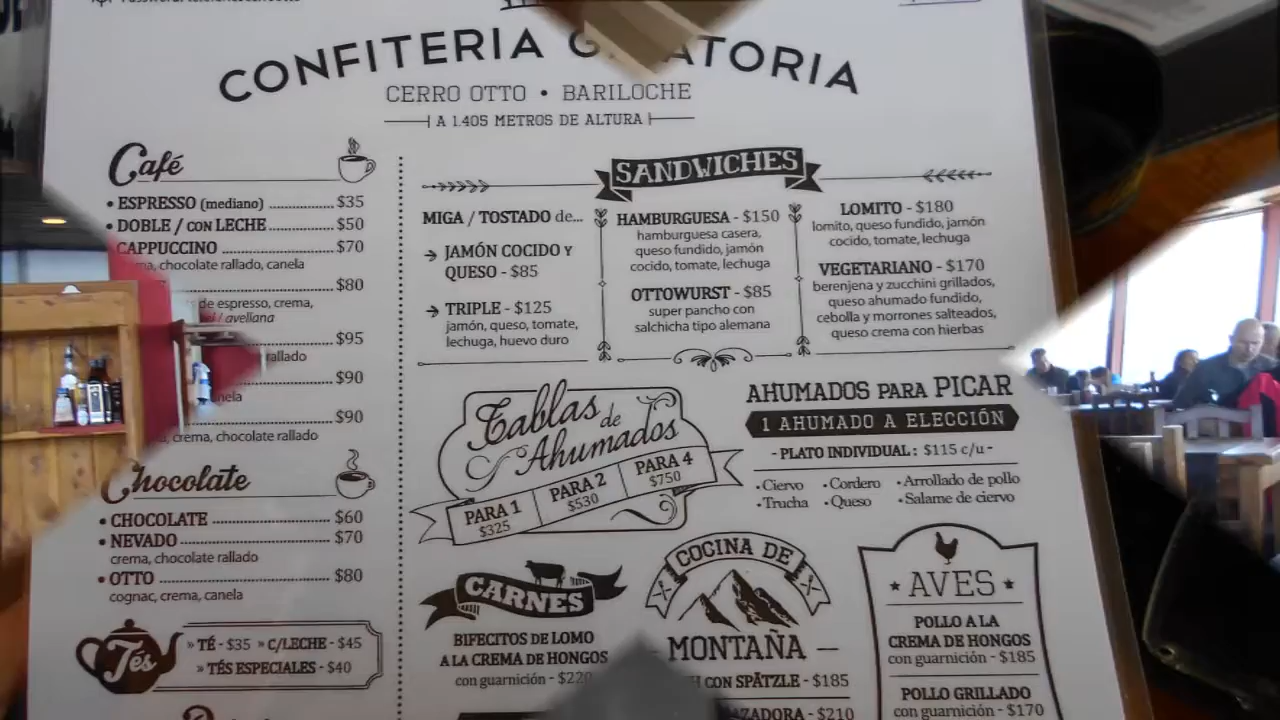 CONFITERIA
CERRO OTTO • BARILOCHE
A 1.405 METROS DE ALTURA
Café
• ESPRESSO (mediano) ........ $35
• DOBLE / CON LECHE ........ $50
CAPPUCCINO ........ $70
chocolate rallado, canela
........ $80
de espresso, crema,
/ avellana
........ $95
rallado
........ $90
........ $90
crema, chocolate rallado
Chocolate
• CHOCOLATE ........ $60
• NEVADO ........ $70
crema, chocolate rallado
• OTTO ........ $80
cognac, crema, canela
Tés
» TÉ - $35 » C/LECHE - $45
» TÉS ESPECIALES - $40
SANDWICHES
MIGA / TOSTADO de...
→ JAMÓN COCIDO Y
QUESO - $85
→ TRIPLE - $125
jamón, queso, tomate,
lechuga, huevo duro
HAMBURGUESA - $150
hamburguesa casera,
queso fundido, jamón
cocido, tomate, lechuga
OTTOWURST - $85
super pancho con
salchicha tipo alemana
LOMITO - $180
lomito, queso fundido, jamón
cocido, tomate, lechuga
VEGETARIANO - $170
berenjena y zucchini grillados,
queso ahumado fundido,
cebolla y morrones salteados,
queso crema con hierbas
Tablas de
Ahumados
PARA 1
$325
PARA 2
$530
PARA 4
$750
AHUMADOS PARA PICAR
1 AHUMADO A ELECCIÓN
- PLATO INDIVIDUAL: $115 c/u -
• Ciervo • Cordero • Arrollado de pollo
• Trucha • Queso • Salame de ciervo
CARNES
BIFECITOS DE LOMO
A LA CREMA DE HONGOS
con guarnición - $220
COCINA DE
MONTAÑA
CON SPÄTZLE - $185
$210
AVES
POLLO A LA
CREMA DE HONGOS
con guarnición - $185
POLLO GRILLADO
con guarnición - $170